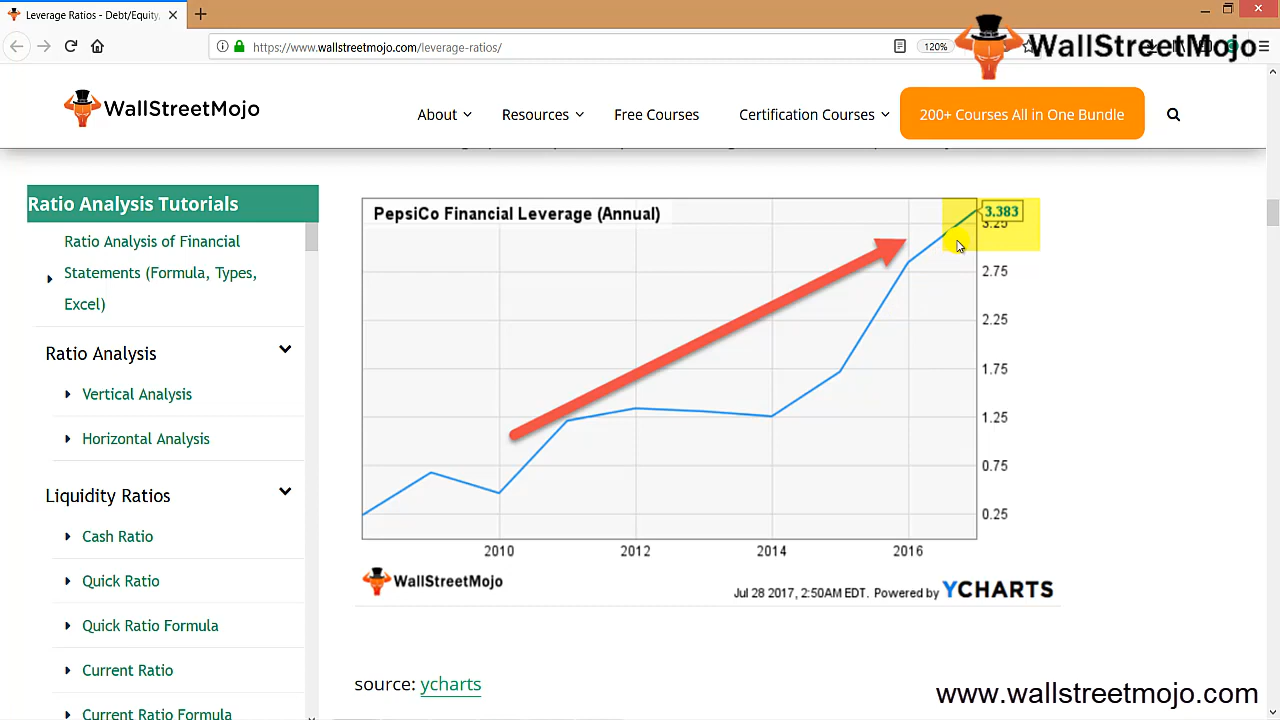 Leverage Ratios - Debt/Equity,
https://www.wallstreetmojo.com/leverage-ratios/
120%
WallStreetMojo
WallStreetMojo
About
Resources
Free Courses
Certification Courses
200+ Courses All in One Bundle
Ratio Analysis Tutorials
Ratio Analysis of Financial
Statements (Formula, Types,
Excel)
Ratio Analysis
Vertical Analysis
Horizontal Analysis
Liquidity Ratios
Cash Ratio
Quick Ratio
Quick Ratio Formula
Current Ratio
Current Ratio Formula
PepsiCo Financial Leverage (Annual)
3.383
3.25
2.75
2.25
1.75
1.25
0.75
0.25
2010
2012
2014
2016
WallStreetMojo
Jul 28 2017, 2:50AM EDT. Powered by YCHARTS
source: ycharts
www.wallstreetmojo.com